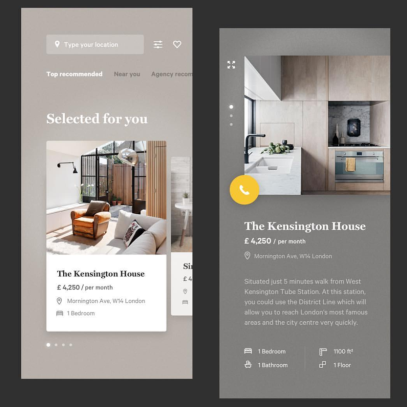 Type your location
Top recommended Near you Agency recom
Selected for you
The Kensington House
£ 4,250 / per month
Mornington Ave, W14 London
1 Bedroom
Sin
£ 4
The Kensington House
£ 4,250 / per month
Mornington Ave, W14 London
Situated just 5 minutes walk from West
Kensington Tube Station. At this station,
you could use the District Line which will
allow you to reach London's most famous
areas and the city centre very quickly.
1 Bedroom 1100 ft²
1 Bathroom 1 Floor